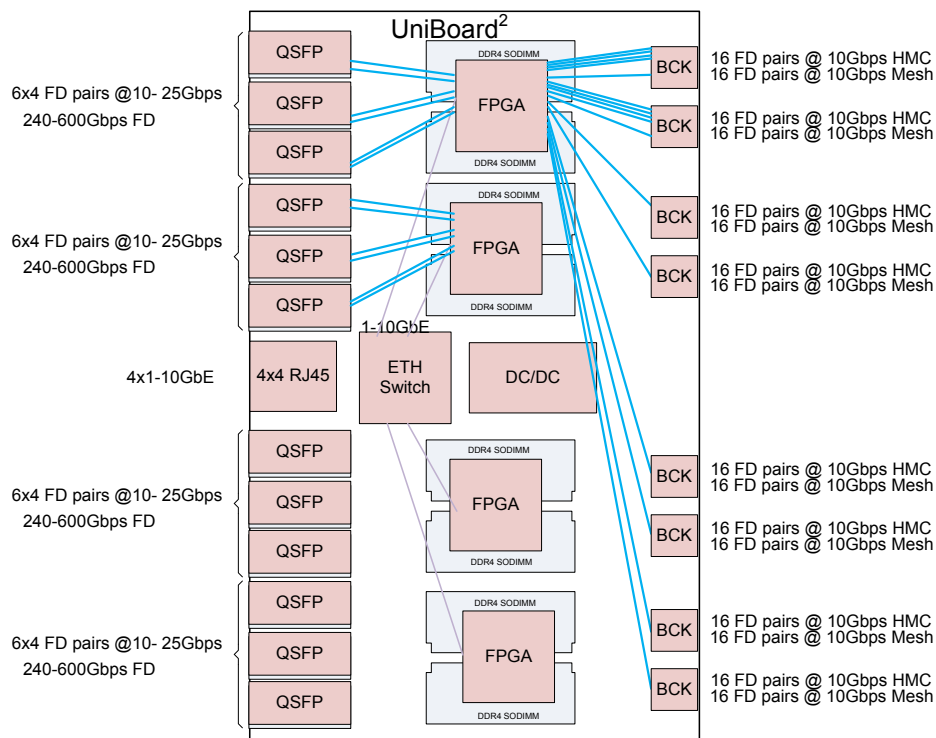 UniBoard2
QSFP
QSFP
QSFP
6x4 FD pairs @10- 25Gbps
240-600Gbps FD
DDR4 SODIMM
FPGA
DDR4 SODIMM
BCK
16 FD pairs @ 10Gbps HMC
16 FD pairs @ 10Gbps Mesh
BCK
16 FD pairs @ 10Gbps HMC
16 FD pairs @ 10Gbps Mesh
QSFP
QSFP
QSFP
6x4 FD pairs @10- 25Gbps
240-600Gbps FD
DDR4 SODIMM
FPGA
DDR4 SODIMM
BCK
16 FD pairs @ 10Gbps HMC
16 FD pairs @ 10Gbps Mesh
BCK
16 FD pairs @ 10Gbps HMC
16 FD pairs @ 10Gbps Mesh
1-10GbE
4x1-10GbE
4x4 RJ45
ETH
Switch
DC/DC
QSFP
QSFP
QSFP
6x4 FD pairs @10- 25Gbps
240-600Gbps FD
DDR4 SODIMM
FPGA
DDR4 SODIMM
BCK
16 FD pairs @ 10Gbps HMC
16 FD pairs @ 10Gbps Mesh
BCK
16 FD pairs @ 10Gbps HMC
16 FD pairs @ 10Gbps Mesh
QSFP
QSFP
QSFP
6x4 FD pairs @10- 25Gbps
240-600Gbps FD
DDR4 SODIMM
FPGA
DDR4 SODIMM
BCK
16 FD pairs @ 10Gbps HMC
16 FD pairs @ 10Gbps Mesh
BCK
16 FD pairs @ 10Gbps HMC
16 FD pairs @ 10Gbps Mesh